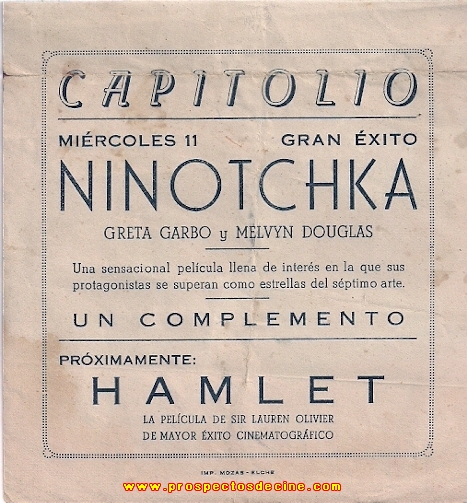 CAPITOLIO
MIÉRCOLES 11 GRAN ÉXITO
NINOTCHKA
GRETA GARBO y MELVYN DOUGLAS
Una sensacional película llena de interés en la que sus
protagonistas se superan como estrellas del séptimo arte.
UN COMPLEMENTO
PRÓXIMAMENTE:
HAMLET
LA PELÍCULA DE SIR LAUREN OLIVIER
DE MAYOR ÉXITO CINEMATOGRÁFICO
IMP. MOZAS - ELCHE
www.prospectosdecine.com